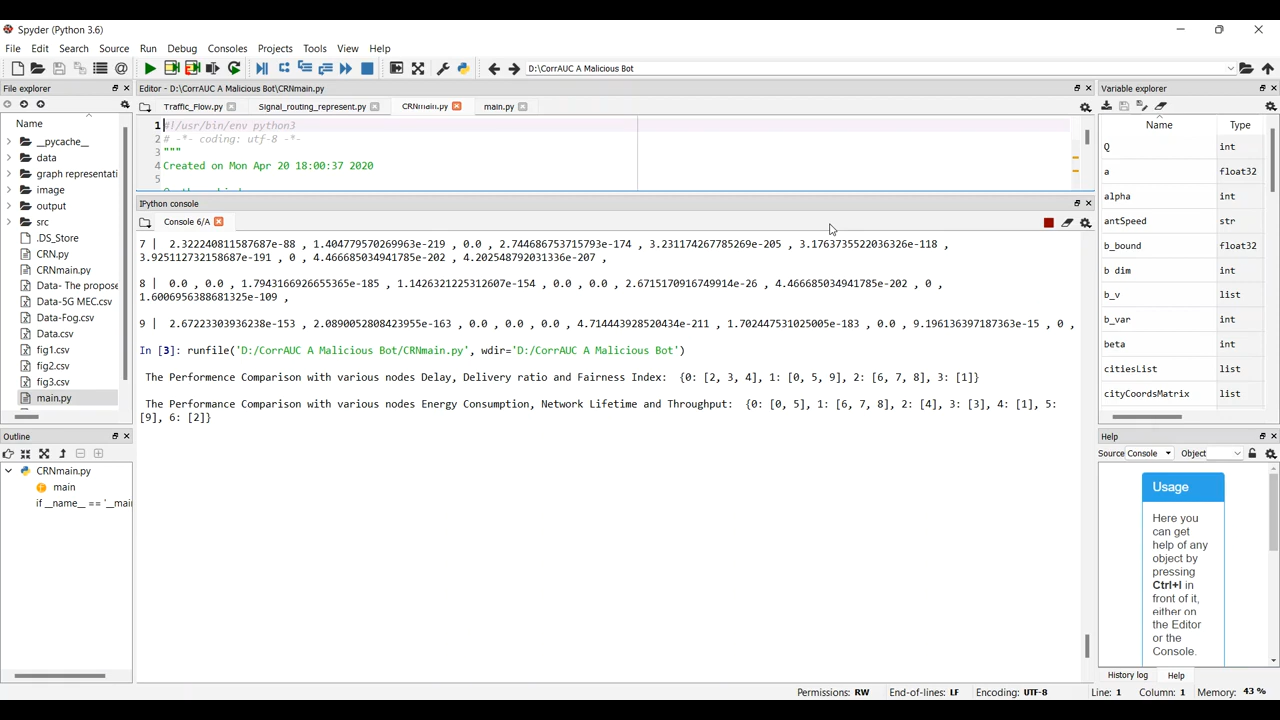 Spyder (Python 3.6)
File Edit Search Source Run Debug Consoles Projects Tools View Help
D:\CorrAUC A Malicious Bot
File explorer
Name
__pycache__
data
graph representati
image
output
src
.DS_Store
CRN.py
CRNmain.py
Data- The propose
Data-5G MEC.csv
Data-Fog.csv
Data.csv
fig1.csv
fig2.csv
fig3.csv
main.py
Outline
CRNmain.py
main
if __name__ == '__mai
Editor - D:\CorrAUC A Malicious Bot\CRNmain.py
Traffic_Flow.py Signal_routing_represent.py CRNmain.py main.py
1 #!/usr/bin/env python3
2 # -*- coding: utf-8 -*-
3 """
4 Created on Mon Apr 20 18:00:37 2020
5
IPython console
Console 6/A
7 | 2.322240811587687e-88 , 1.404779570269963e-219 , 0.0 , 2.744686753715793e-174 , 3.231174267735269e-205 , 3.1763735522036326e-118 ,
3.925112732158687e-191 , 0 , 4.466685034941785e-202 , 4.202548792031336e-207 ,
8 | 0.0 , 0.0 , 1.7943166926655365e-185 , 1.1426321225312607e-154 , 0.0 , 0.0 , 2.6715170916749914e-26 , 4.466685034941785e-202 , 0 ,
1.6006956388681325e-109 ,
9 | 2.67223303936238e-153 , 2.0890052808423955e-163 , 0.0 , 0.0 , 0.0 , 4.714443928520434e-211 , 1.702447531025005e-183 , 0.0 , 9.196136397187363e-15 , 0 ,
In [3]: runfile('D:/CorrAUC A Malicious Bot/CRNmain.py', wdir='D:/CorrAUC A Malicious Bot')
The Performence Comparison with various nodes Delay, Delivery ratio and Fairness Index: {0: [2, 3, 4], 1: [0, 5, 9], 2: [6, 7, 8], 3: [1]}
The Performance Comparison with various nodes Energy Consumption, Network Lifetime and Throughput: {0: [0, 5], 1: [6, 7, 8], 2: [4], 3: [3], 4: [1], 5:
[9], 6: [2]}
Variable explorer
Name Type
Q int
a float32
alpha int
antSpeed str
b_bound float32
b dim int
b_v list
b_var int
beta int
citiesList list
cityCoordsMatrix list
Help
Source Console Object
Usage
Here you
can get
help of any
object by
pressing
Ctrl+I in
front of it,
either on
the Editor
or the
Console.
History log Help
Permissions: RW End-of-lines: LF Encoding: UTF-8 Line: 1 Column: 1 Memory: 43 %